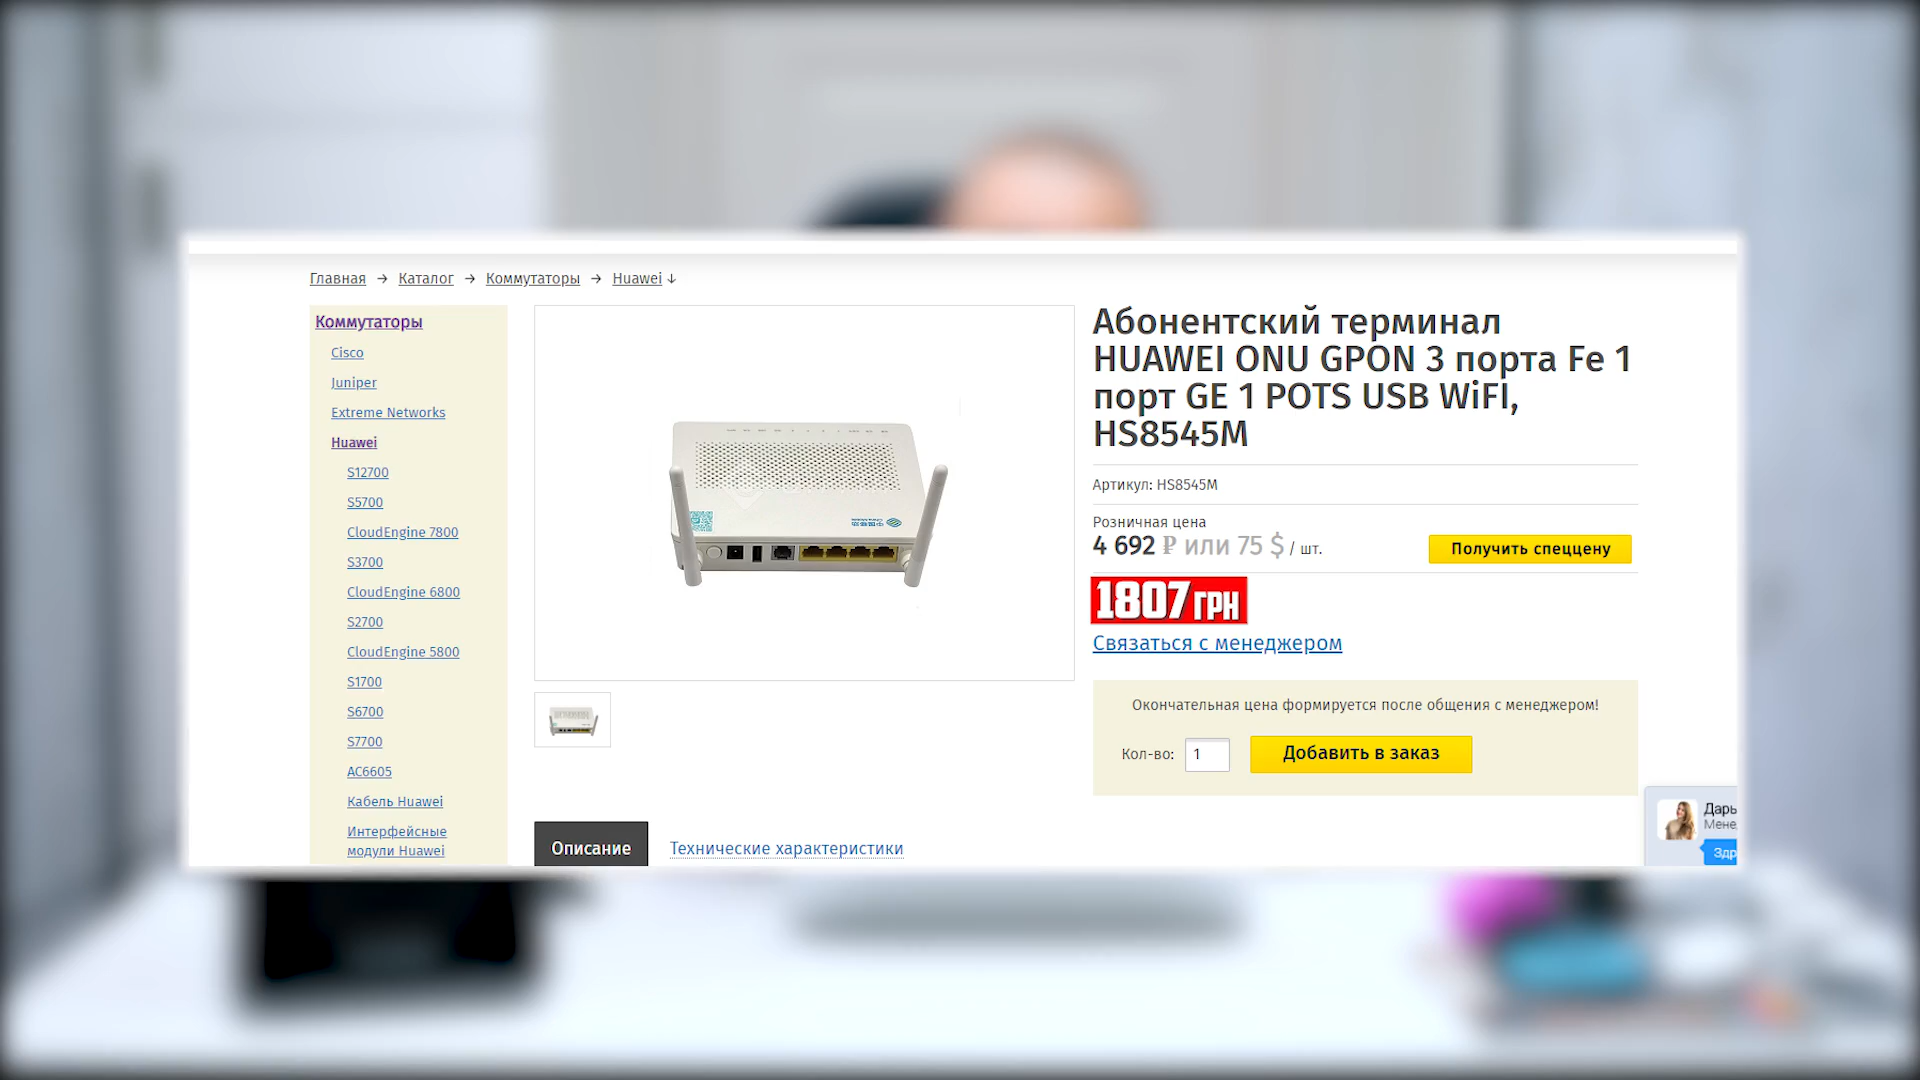 Главная → Каталог → Коммутаторы → Huawei ↓
Коммутаторы
Cisco
Juniper
Extreme Networks
Huawei
S12700
S5700
CloudEngine 7800
S3700
CloudEngine 6800
S2700
CloudEngine 5800
S1700
S6700
S7700
AC6605
Кабель Huawei
Интерфейсные
модули Huawei
Описание
Технические характеристики
Абонентский терминал
HUAWEI ONU GPON 3 порта Fe 1
порт GE 1 POTS USB WiFI,
HS8545M
Артикул: HS8545M
Розничная цена
4 692 ₽ или 75 $ / шт.
Получить спеццену
1807 ГРН
Связаться с менеджером
Окончательная цена формируется после общения с менеджером!
Кол-во: 1
Добавить в заказ
Дарь
Мене
Здр